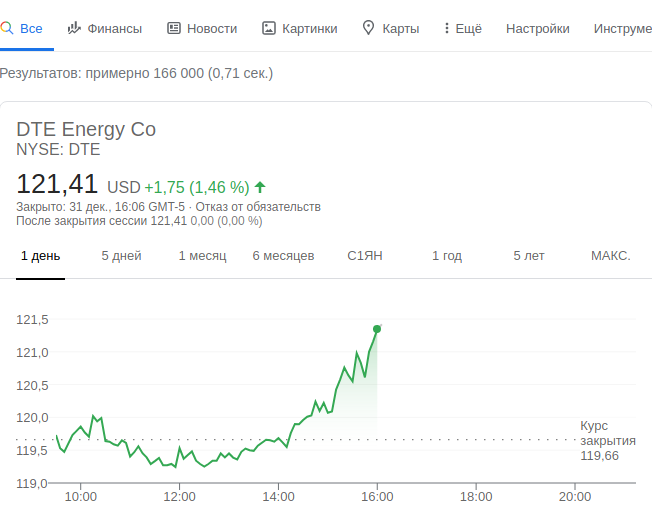 Все Финансы Новости Картинки Карты Ещё Настройки Инструме
Результатов: примерно 166 000 (0,71 сек.)
DTE Energy Co
NYSE: DTE
121,41 USD +1,75 (1,46 %)
Закрыто: 31 дек., 16:06 GMT-5 · Отказ от обязательств
После закрытия сессии 121,41 0,00 (0,00 %)
1 день 5 дней 1 месяц 6 месяцев С1ЯН 1 год 5 лет МАКС.
121,5
121,0
120,5
120,0
119,5
119,0
Курс
закрытия
119,66
10:00 12:00 14:00 16:00 18:00 20:00